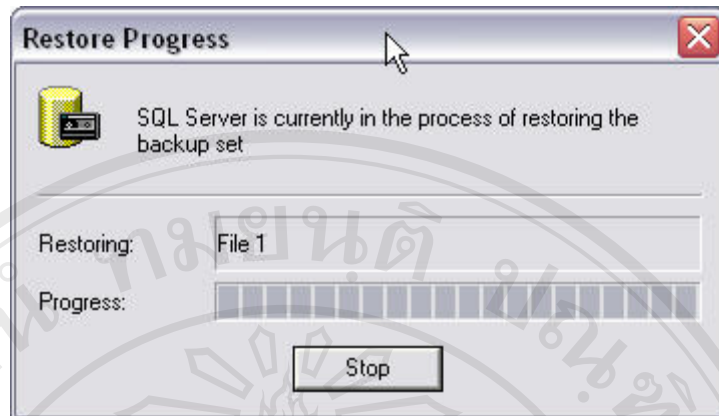 Restore Progress
SQL Server is currently in the process of restoring the
backup set
Restoring:
File 1
Progress:
Stop